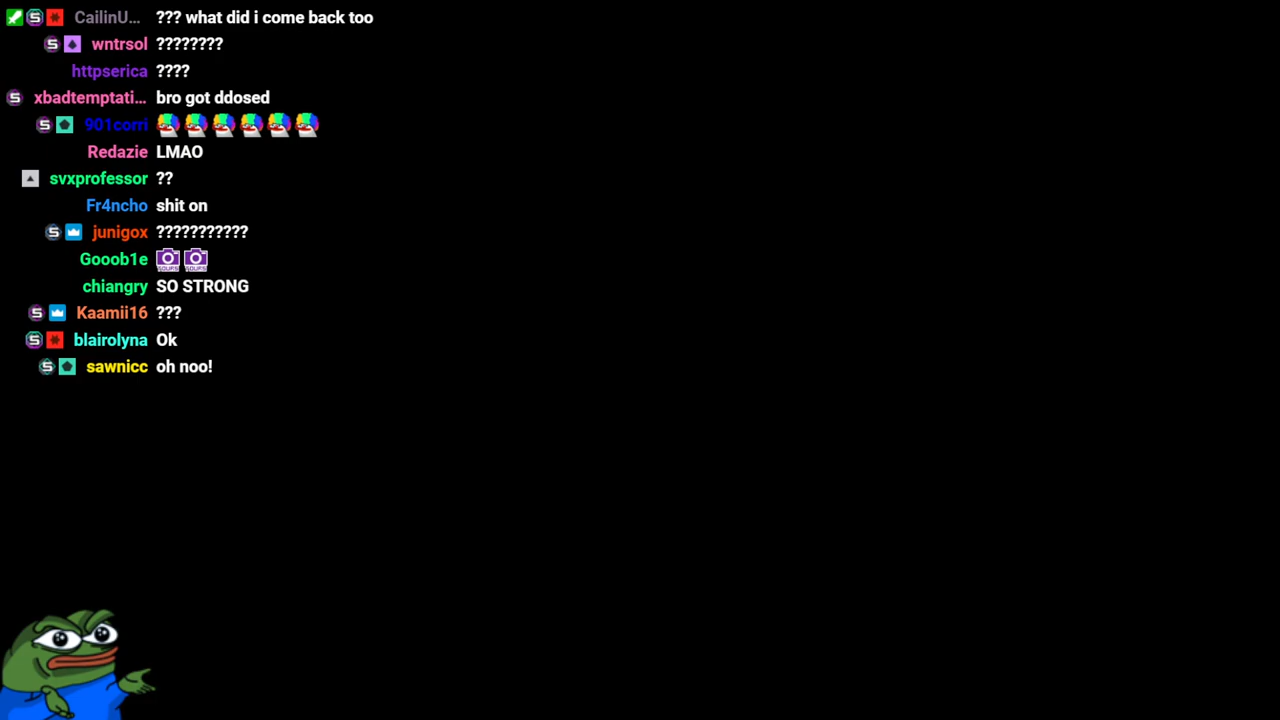 CailinU... ??? what did i come back too
wntrsol ????????
httpserica ????
xbadtemptati... bro got ddosed
901corri
Redazie LMAO
svxprofessor ??
Fr4ncho shit on
junigox ???????????
Gooob1e
chiangry SO STRONG
Kaamii16 ???
blairolyna Ok
sawnicc oh noo!